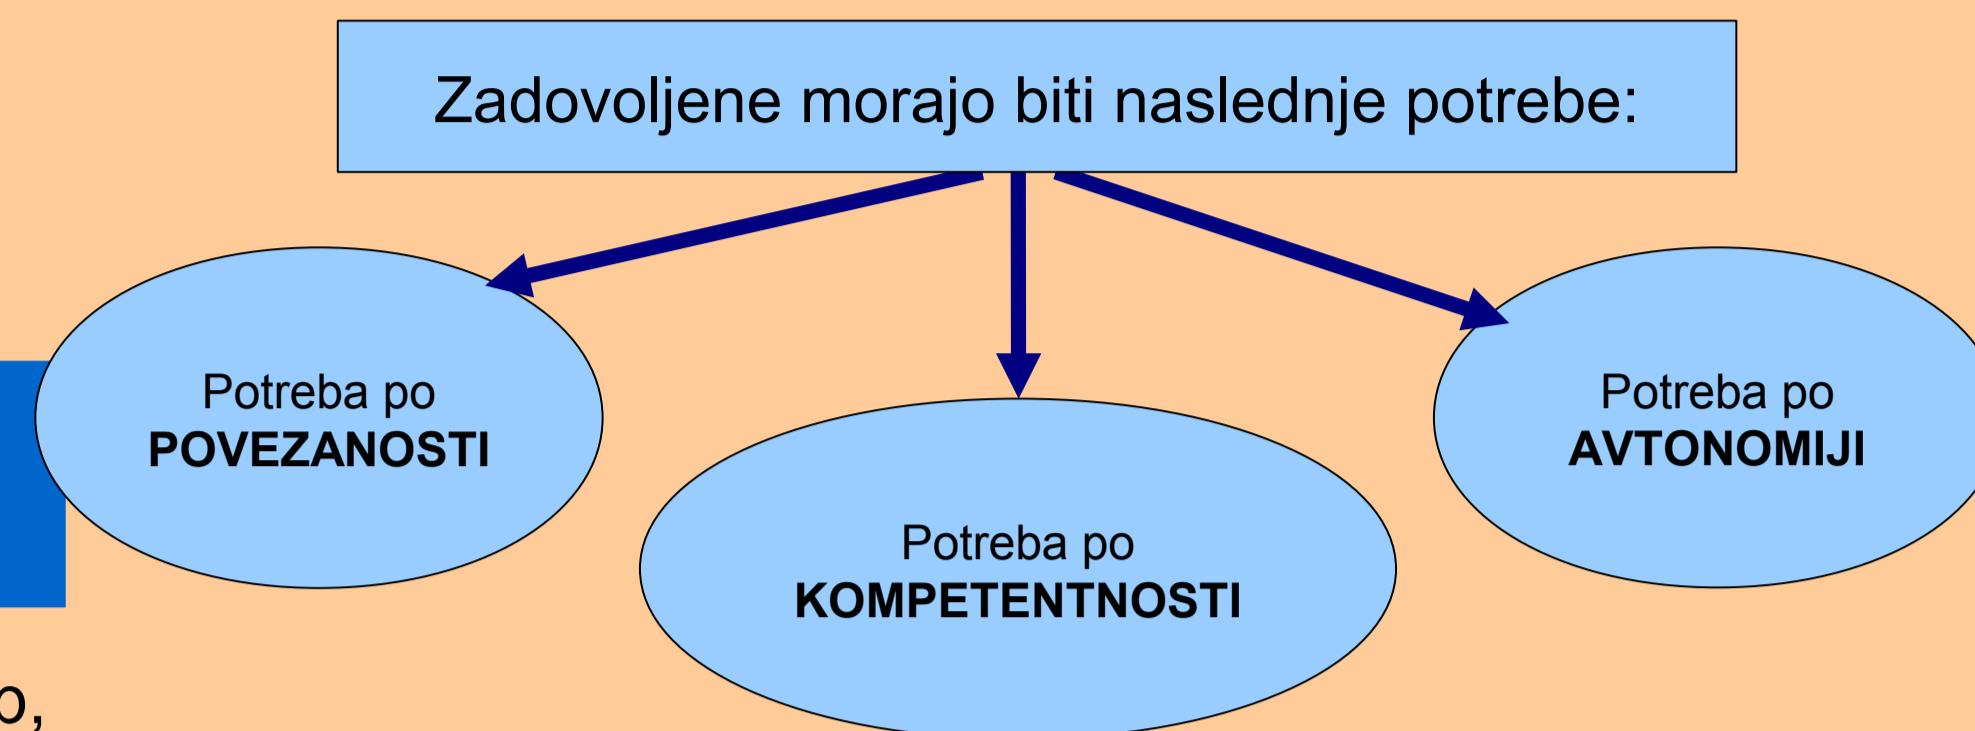 Zadovoljene morajo biti naslednje potrebe:
Potreba po
POVEZANOSTI
Potreba po
KOMPETENTNOSTI
Potreba po
AVTONOMIJI